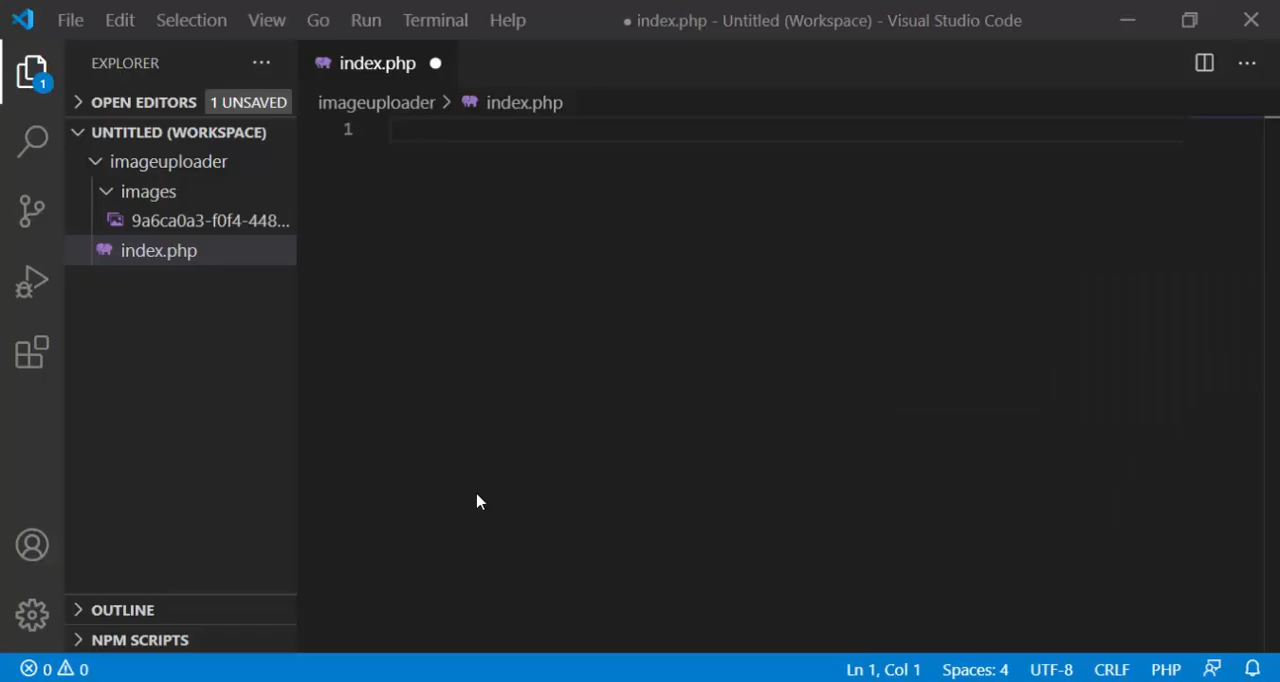 File Edit Selection View Go Run Terminal Help ● index.php - Untitled (Workspace) - Visual Studio Code
EXPLORER ...
index.php ●
OPEN EDITORS 1 UNSAVED
imageuploader > index.php
UNTITLED (WORKSPACE)
1
imageuploader
images
9a6ca0a3-f0f4-448...
index.php
1
OUTLINE
NPM SCRIPTS
0 0 Ln 1, Col 1 Spaces: 4 UTF-8 CRLF PHP